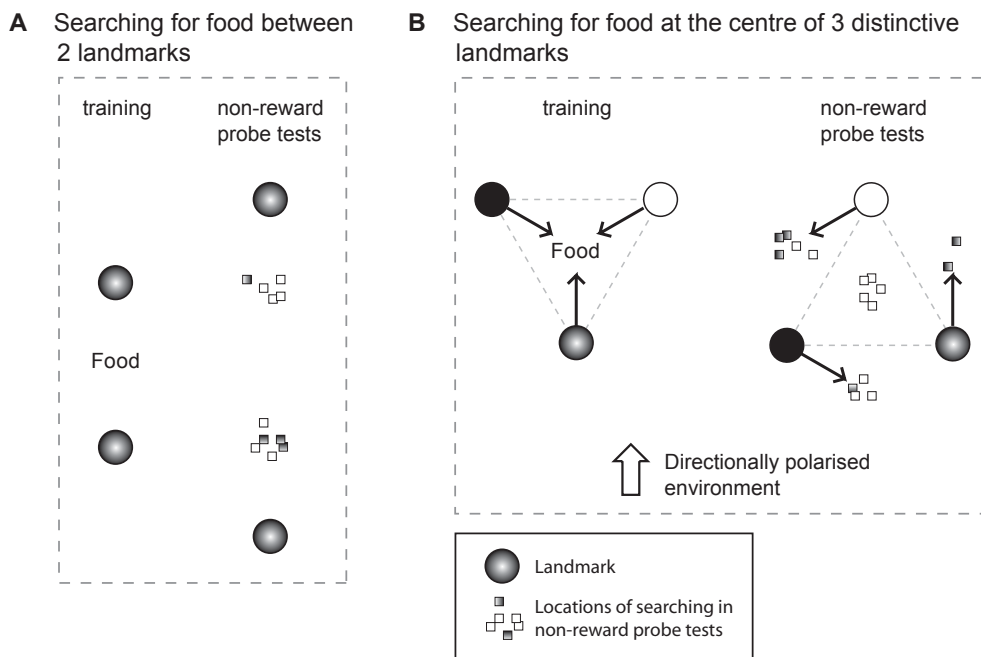 A Searching for food between
2 landmarks
training
non-reward
probe tests
Food
B Searching for food at the centre of 3 distinctive
landmarks
training
non-reward
probe tests
Food
Directionally polarised
environment
Landmark
Locations of searching in
non-reward probe tests